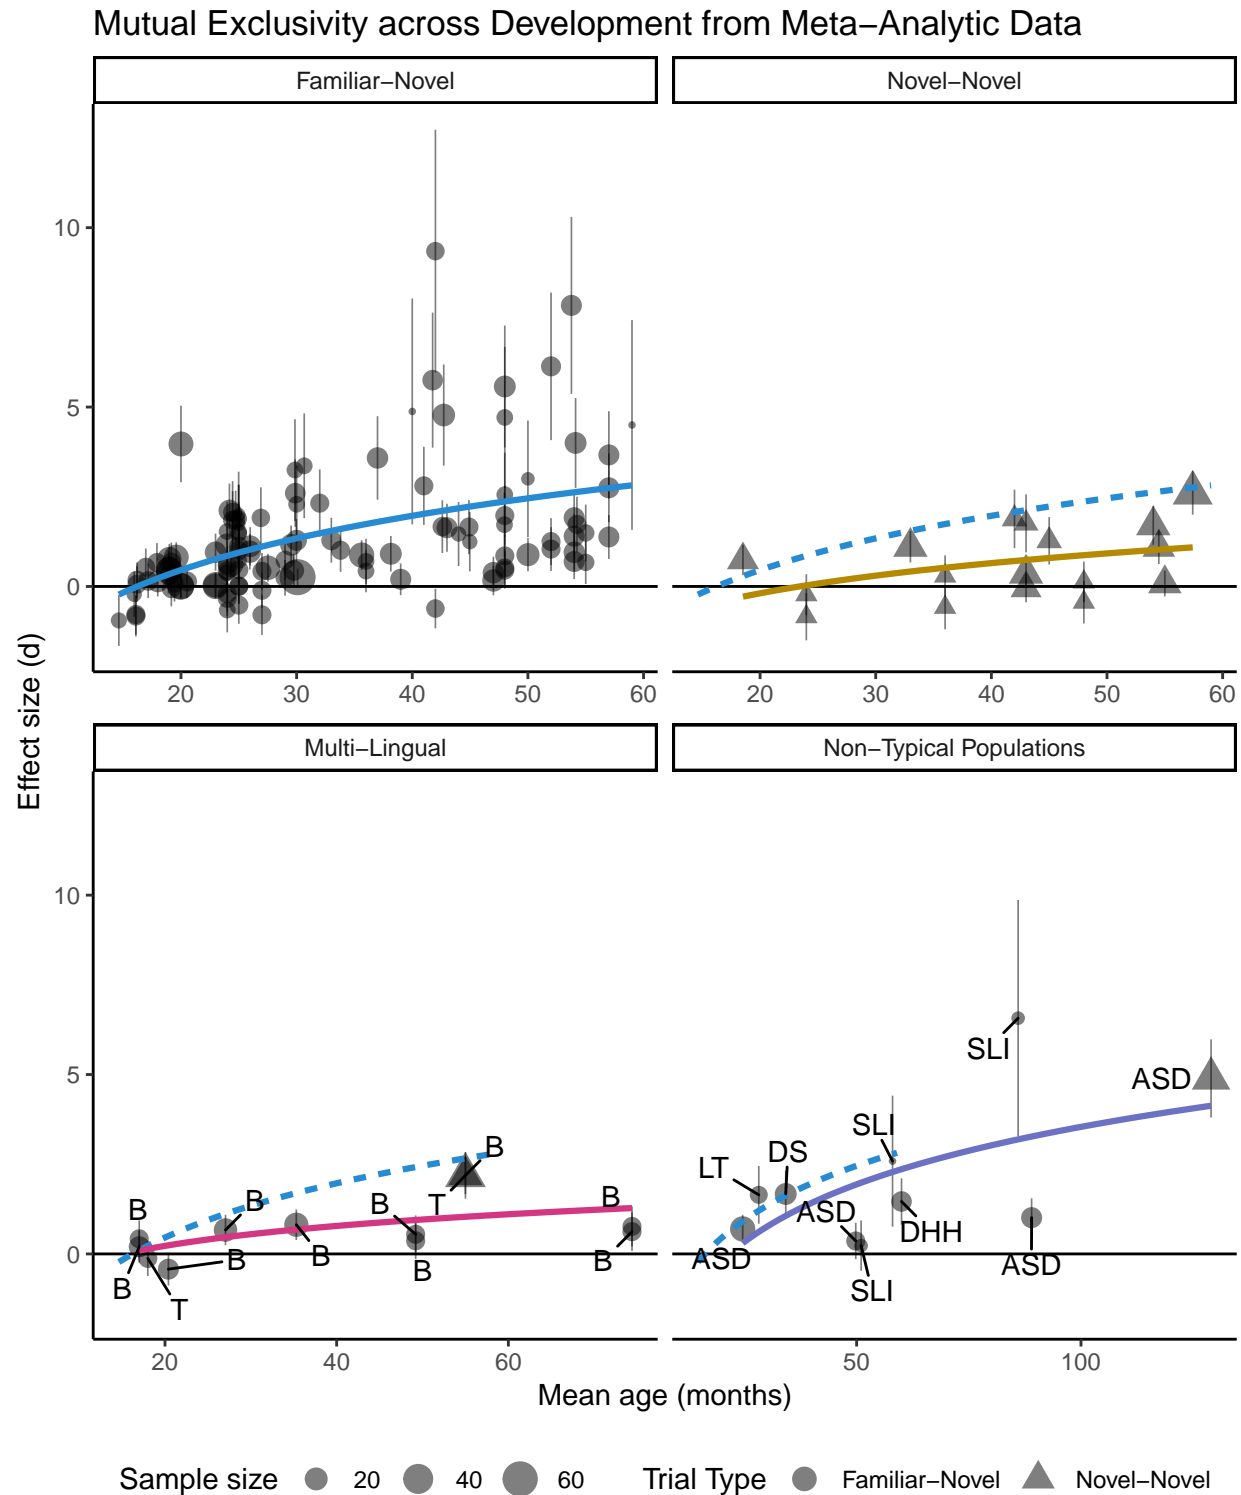 Mutual Exclusivity across Development from Meta−Analytic Data
Familiar−Novel
Novel−Novel
10
5
0
20 30 40 50 60
20 30 40 50 60
Effect size (d)
Multi−Lingual
Non−Typical Populations
10
5
0
SLI
ASD
SLI
LT
DS
ASD
DHH
ASD
SLI
ASD
B
B
B
T
B
B
B
B
B
B
B
B
T
20 40 60
50 100
Mean age (months)
Sample size 20 40 60 Trial Type Familiar−Novel Novel−Novel